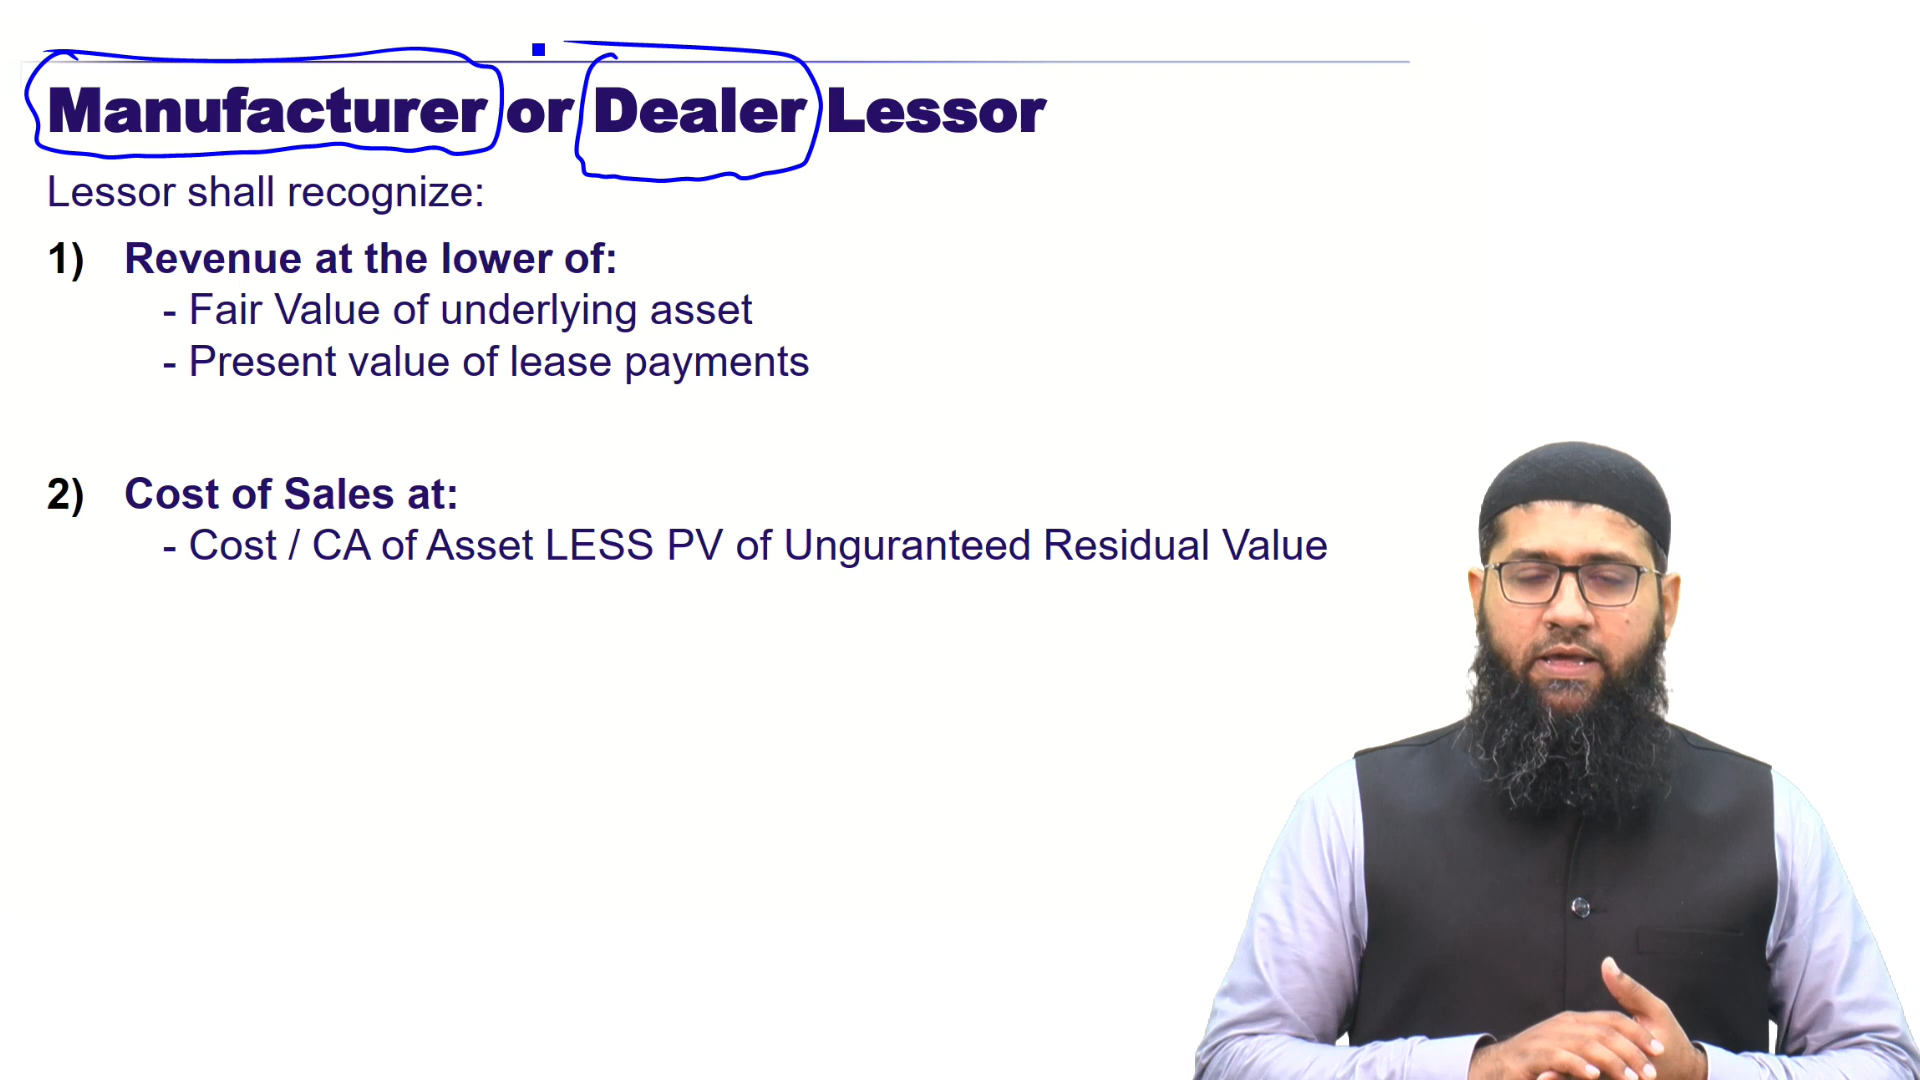 Manufacturer or Dealer Lessor
Lessor shall recognize:
1) Revenue at the lower of:
- Fair Value of underlying asset
- Present value of lease payments
2) Cost of Sales at:
- Cost / CA of Asset LESS PV of Unguranteed Residual Value